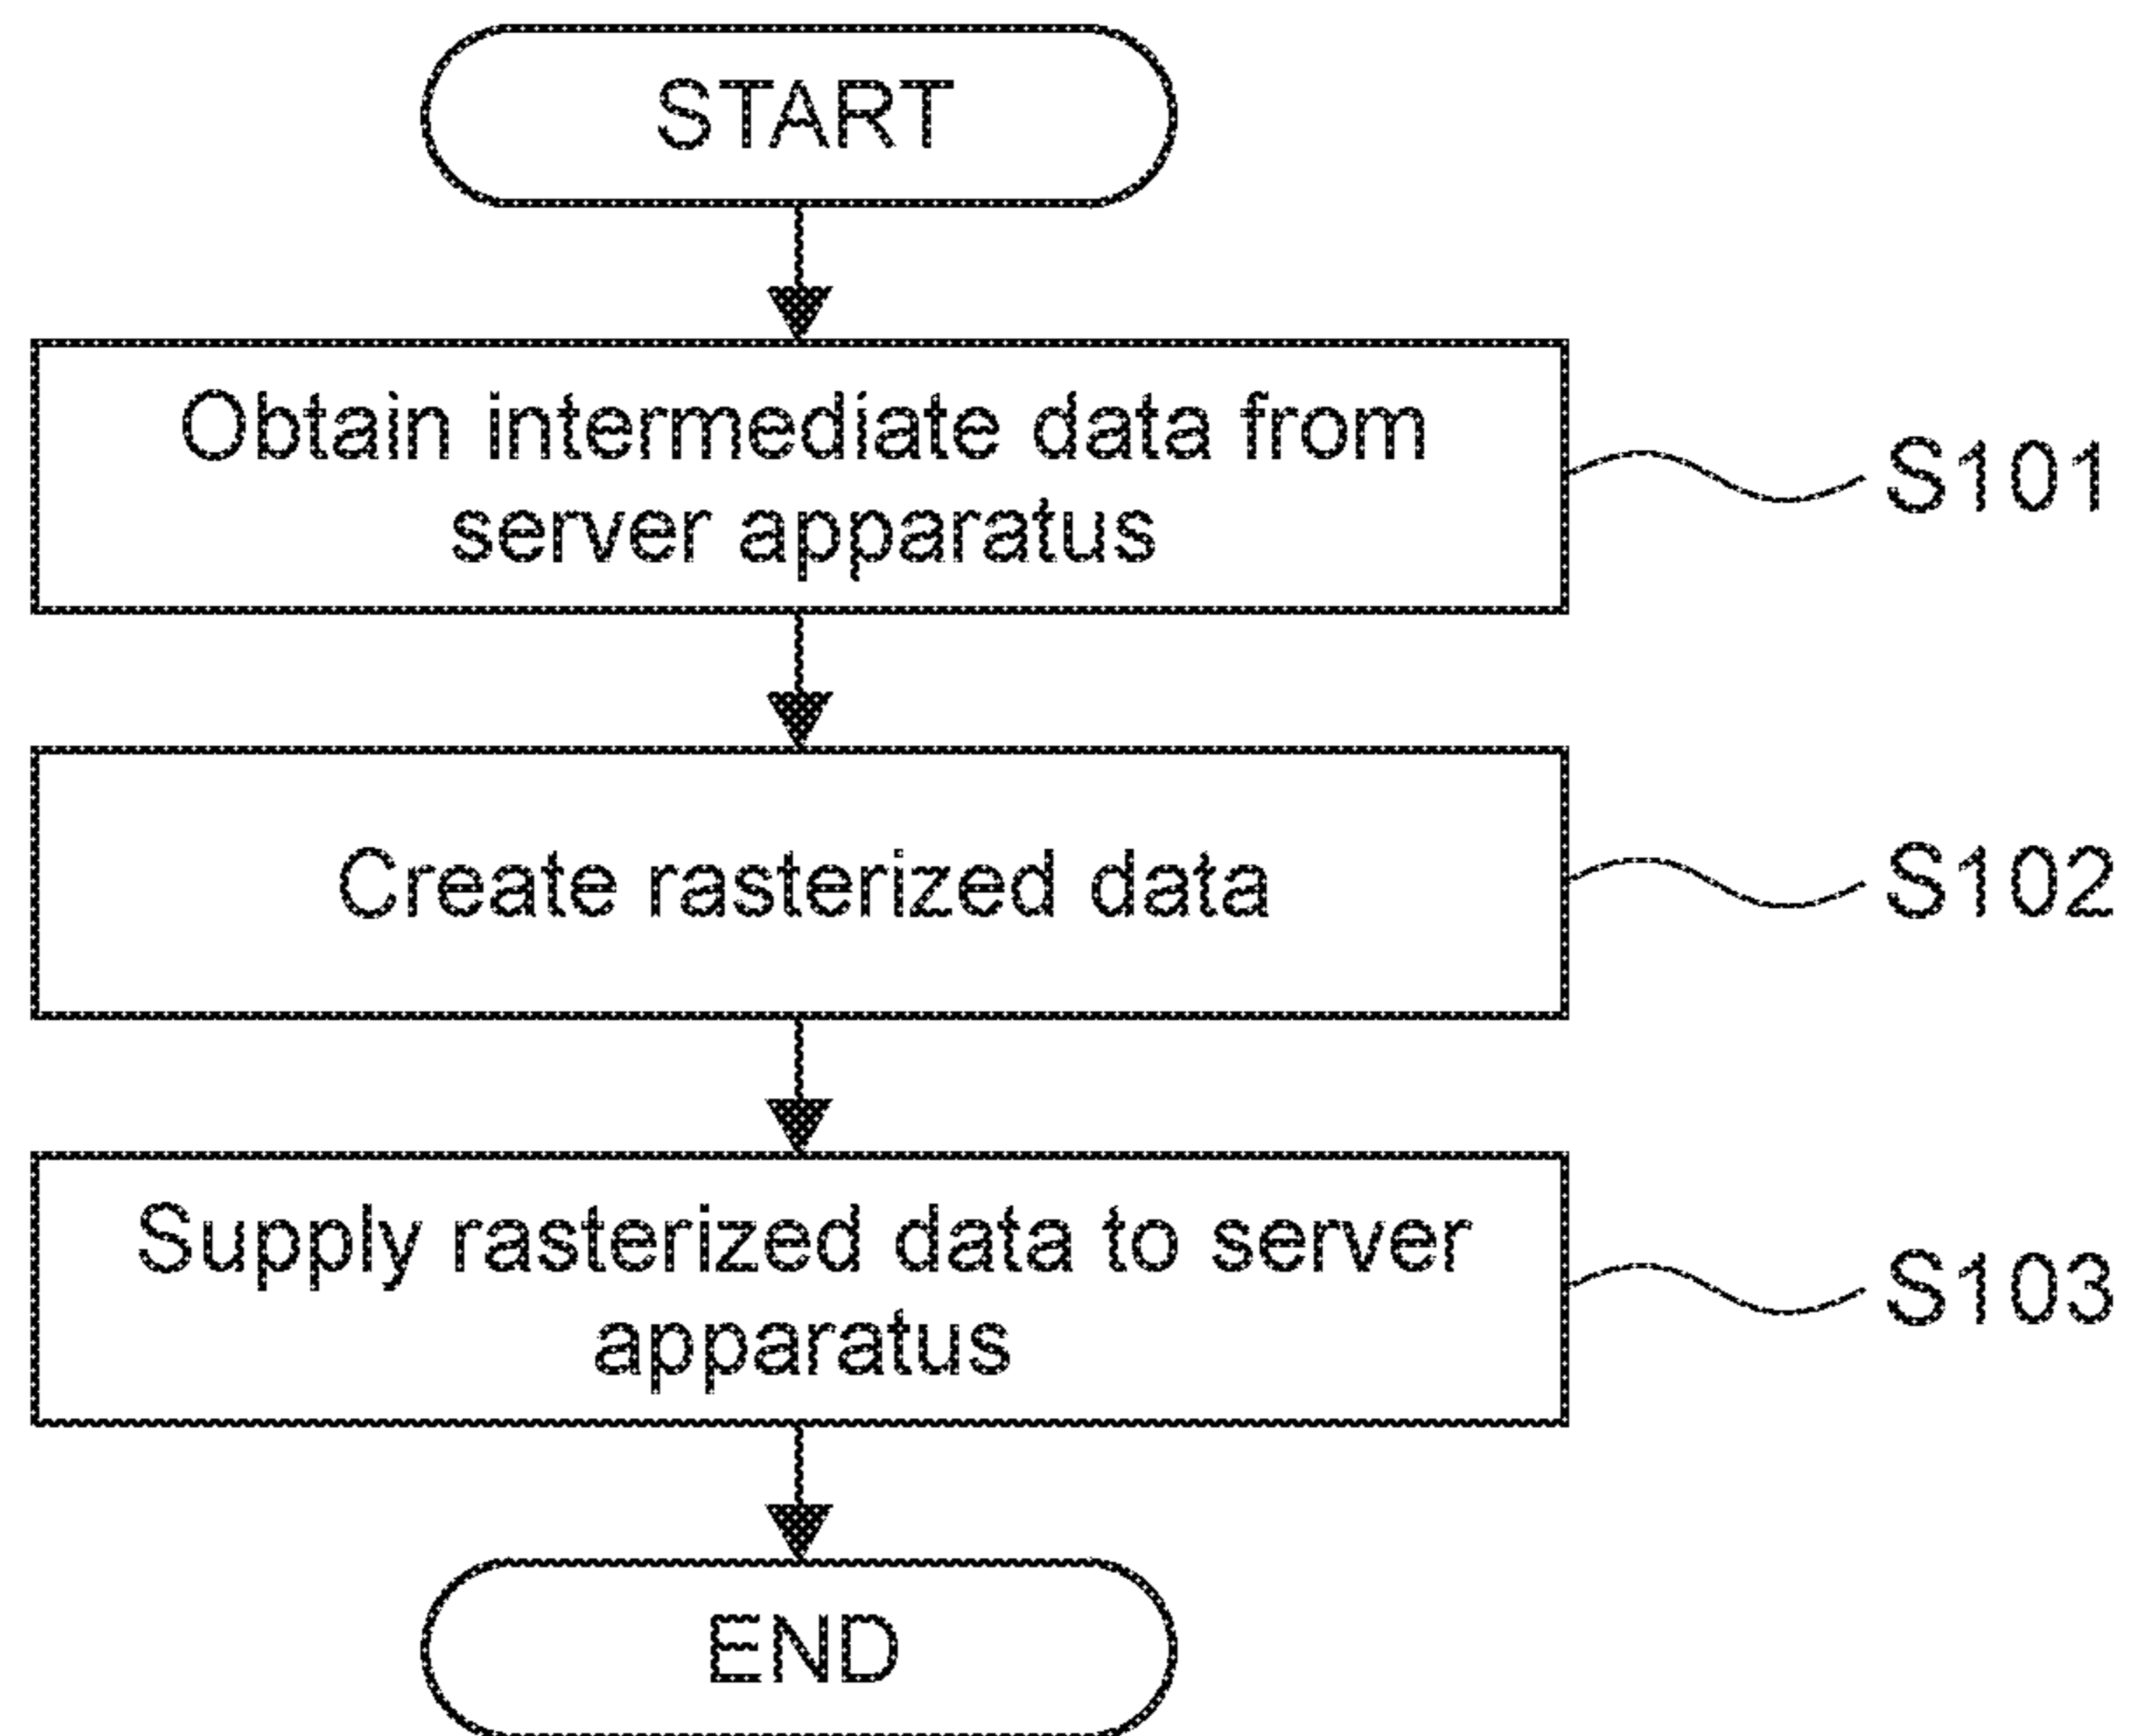 START
Obtain intermediate data from
server apparatus
S101
Create rasterized data
S102
Supply rasterized data to server
apparatus
S103
END